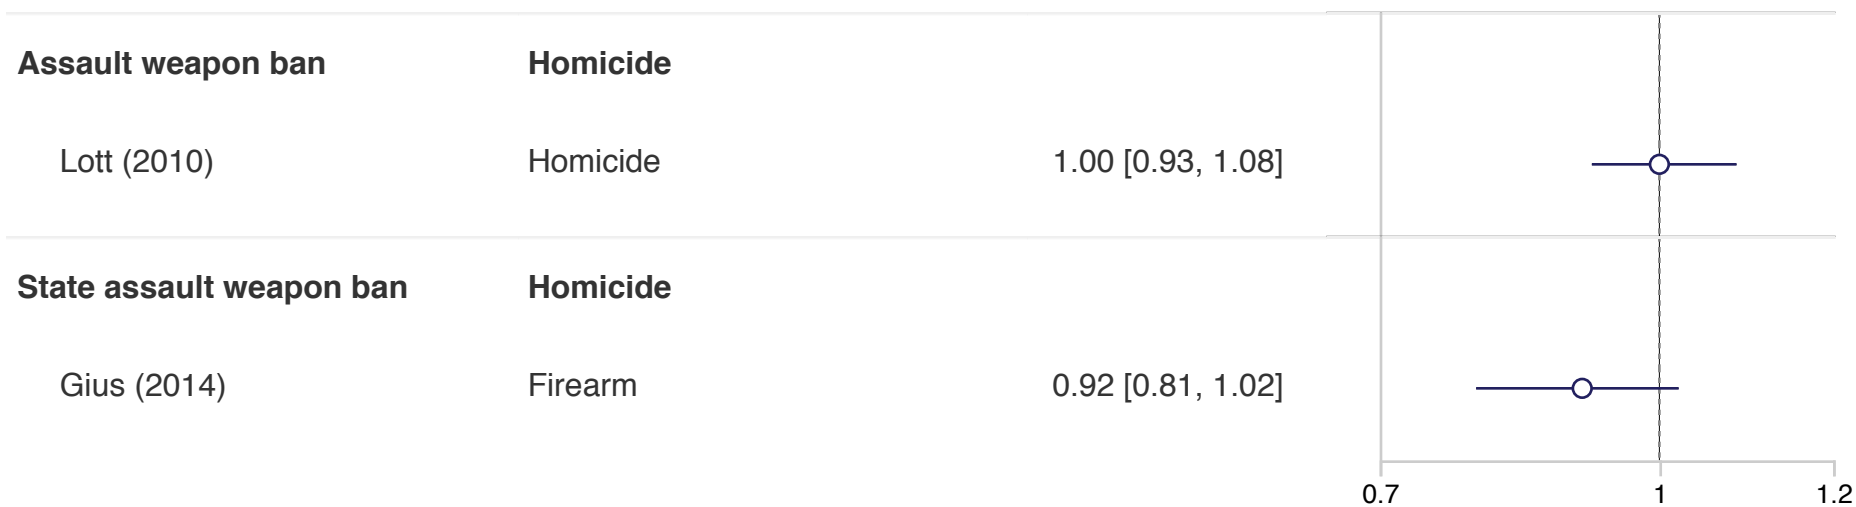 Assault weapon ban Homicide
Lott (2010) Homicide 1.00 [0.93, 1.08]
State assault weapon ban Homicide
Gius (2014) Firearm 0.92 [0.81, 1.02]
0.7 1 1.2